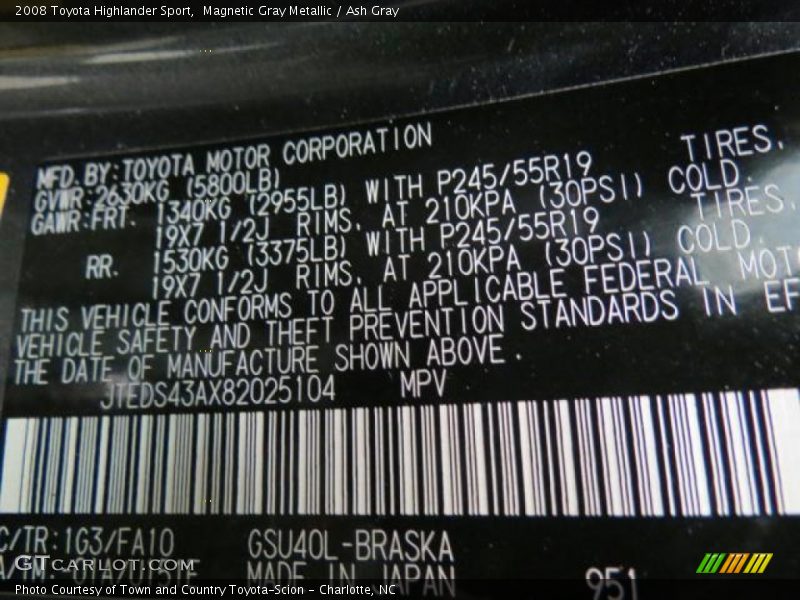 2008 Toyota Highlander Sport, Magnetic Gray Metallic / Ash Gray
MFD. BY: TOYOTA MOTOR CORPORATION
GVWR: 2630KG (5800LB)
GAWR: FRT. 1340KG (2955LB) WITH P245/55R19 TIRES,
19X7 1/2J RIMS, AT 210KPA (30PSI) COLD.
RR. 1530KG (3375LB) WITH P245/55R19 TIRES,
19X7 1/2J RIMS, AT 210KPA (30PSI) COLD.
THIS VEHICLE CONFORMS TO ALL APPLICABLE FEDERAL MOT
VEHICLE SAFETY AND THEFT PREVENTION STANDARDS IN EF
THE DATE OF MANUFACTURE SHOWN ABOVE.
JTEDS43AX82025104 MPV
C/TR: 1G3/FA10 GSU40L-BRASKA
MADE IN JAPAN 951
GTcarlot.com
Photo Courtesy of Town and Country Toyota-Scion - Charlotte, NC